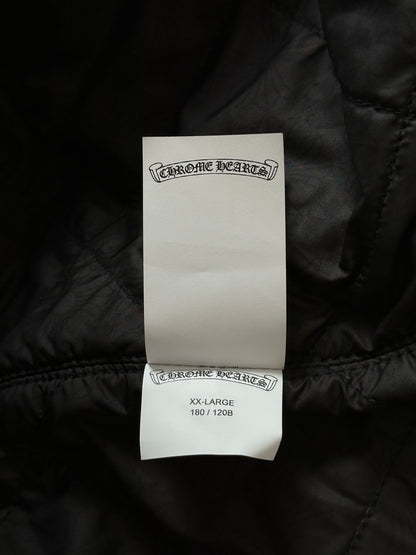 CHROME HEARTS
CHROME HEARTS
XX-LARGE
180 / 120B